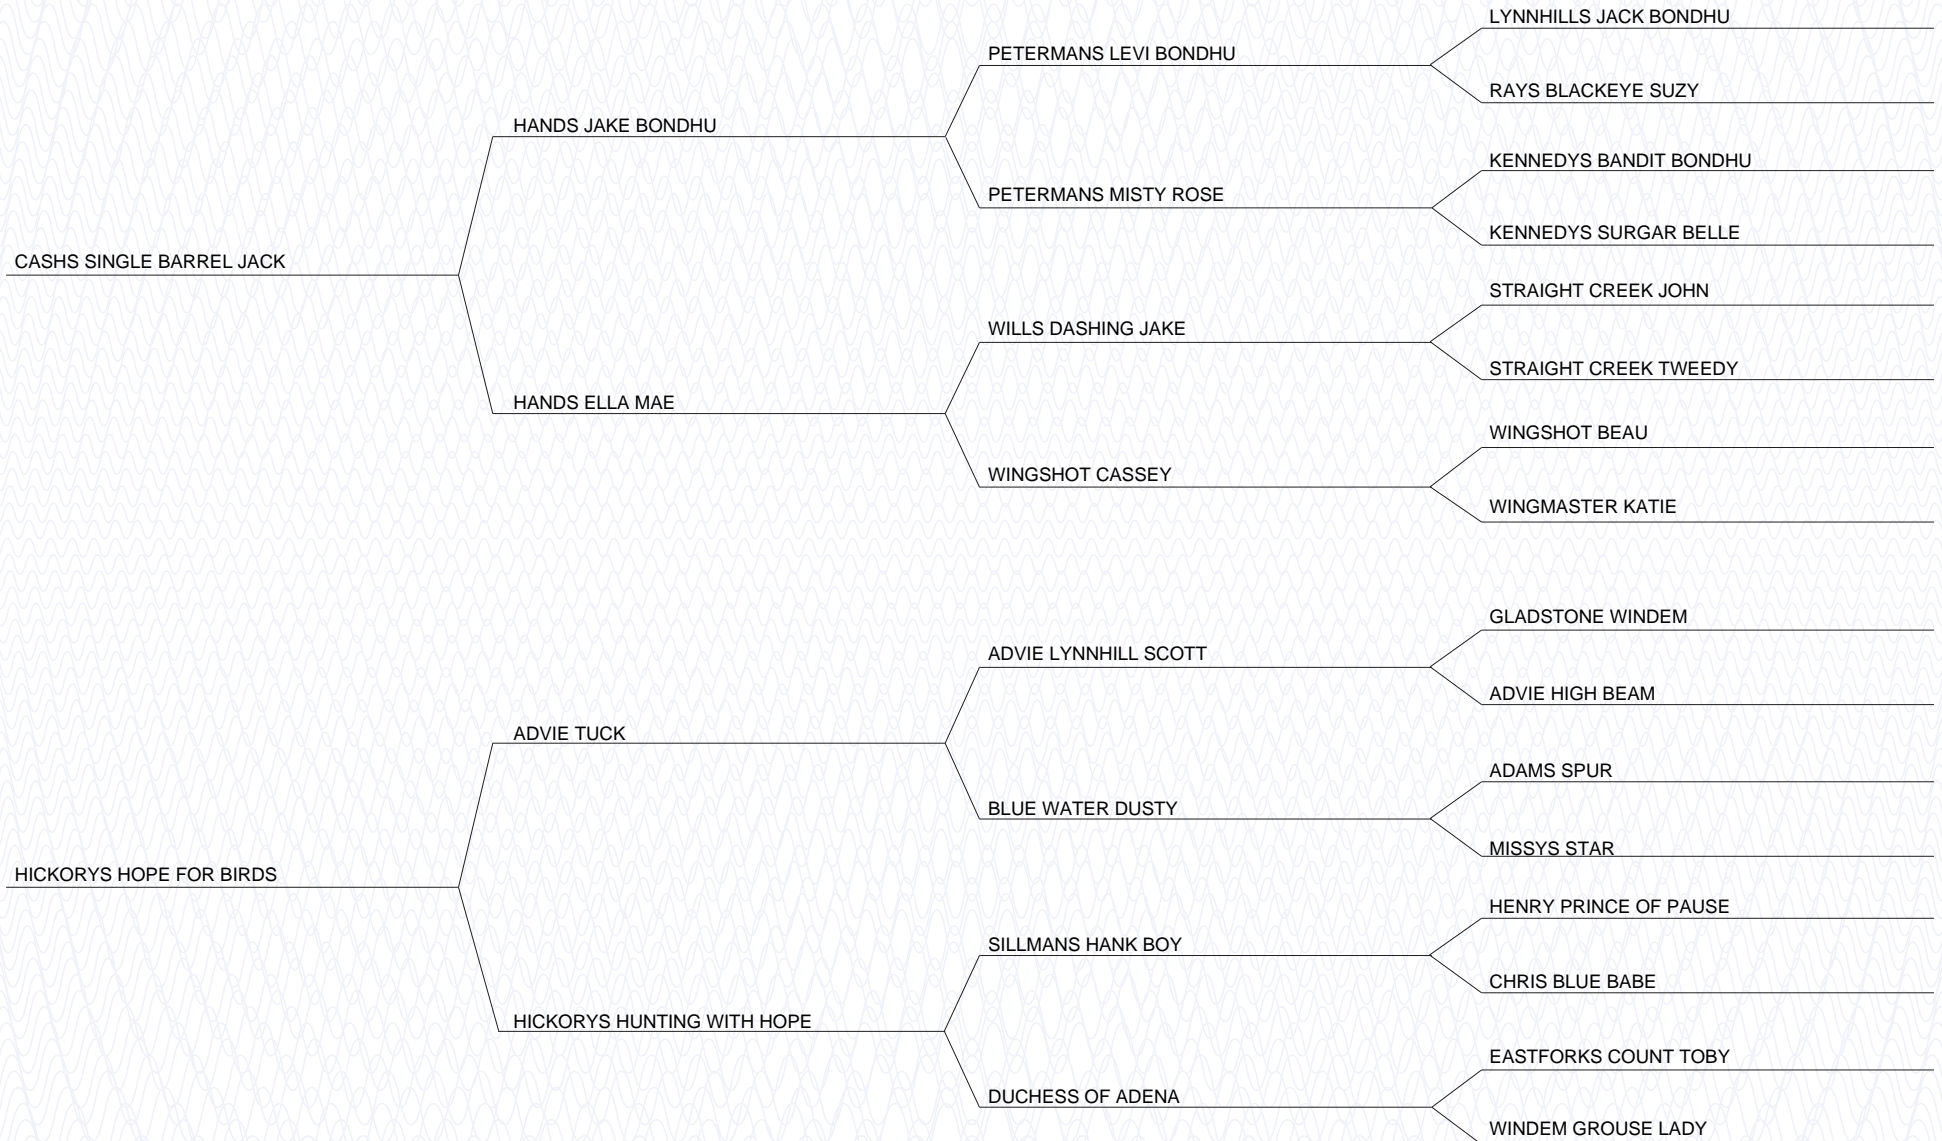 LYNNHILLS JACK BONDHU
PETERMANS LEVI BONDHU
RAYS BLACKEYE SUZY
HANDS JAKE BONDHU
KENNEDYS BANDIT BONDHU
PETERMANS MISTY ROSE
KENNEDYS SURGAR BELLE
CASHS SINGLE BARREL JACK
STRAIGHT CREEK JOHN
WILLS DASHING JAKE
STRAIGHT CREEK TWEEDY
HANDS ELLA MAE
WINGSHOT BEAU
WINGSHOT CASSEY
WINGMASTER KATIE
GLADSTONE WINDEM
ADVIE LYNNHILL SCOTT
ADVIE HIGH BEAM
ADVIE TUCK
ADAMS SPUR
BLUE WATER DUSTY
MISSYS STAR
HICKORYS HOPE FOR BIRDS
HENRY PRINCE OF PAUSE
SILLMANS HANK BOY
CHRIS BLUE BABE
HICKORYS HUNTING WITH HOPE
EASTFORKS COUNT TOBY
DUCHESS OF ADENA
WINDEM GROUSE LADY